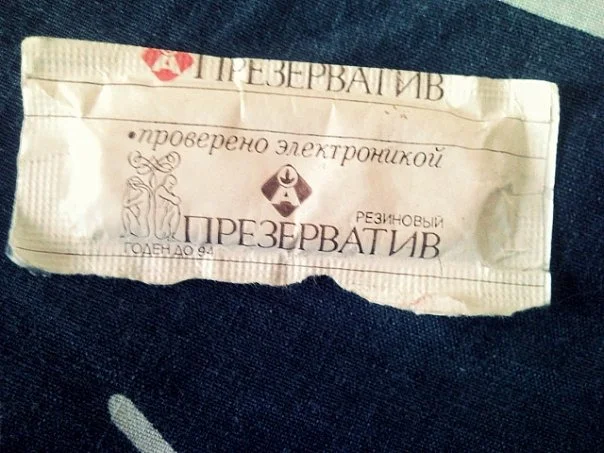 ПРЕЗЕРВАТИВ
•проверено электроникой
РЕЗИНОВЫЙ
ПРЕЗЕРВАТИВ
ГОДЕН ДО 94